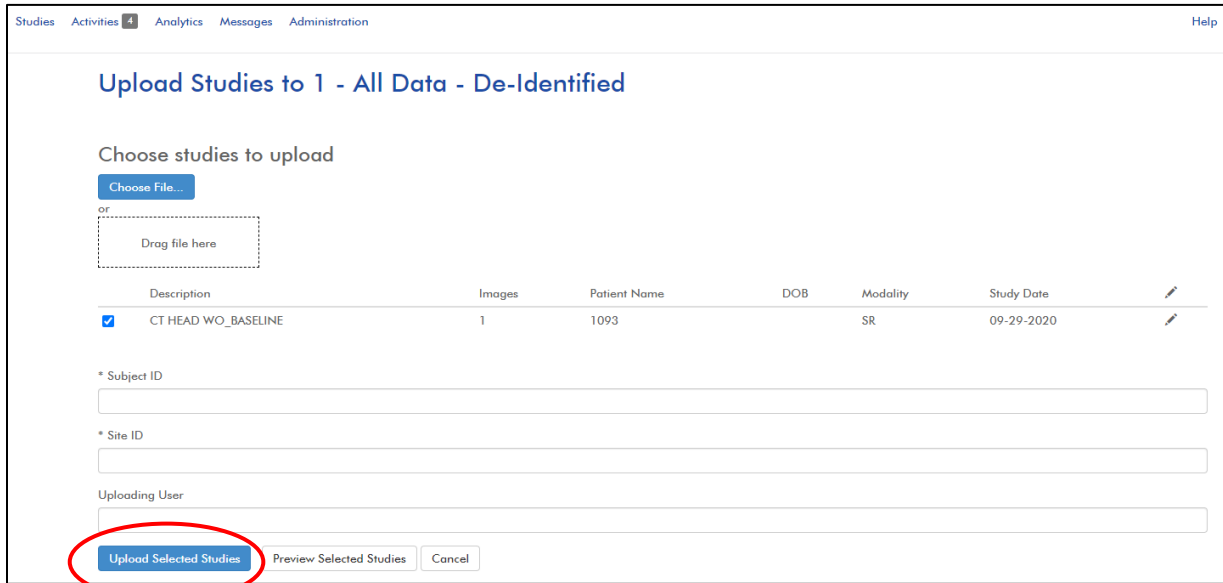 Studies Activities 4 Analytics Messages Administration Help
Upload Studies to 1 - All Data - De-Identified
Choose studies to upload
Choose File...
or
Drag file here
Description Images Patient Name DOB Modality Study Date
CT HEAD WO_BASELINE 1 1093 SR 09-29-2020
* Subject ID
* Site ID
Uploading User
Upload Selected Studies Preview Selected Studies Cancel